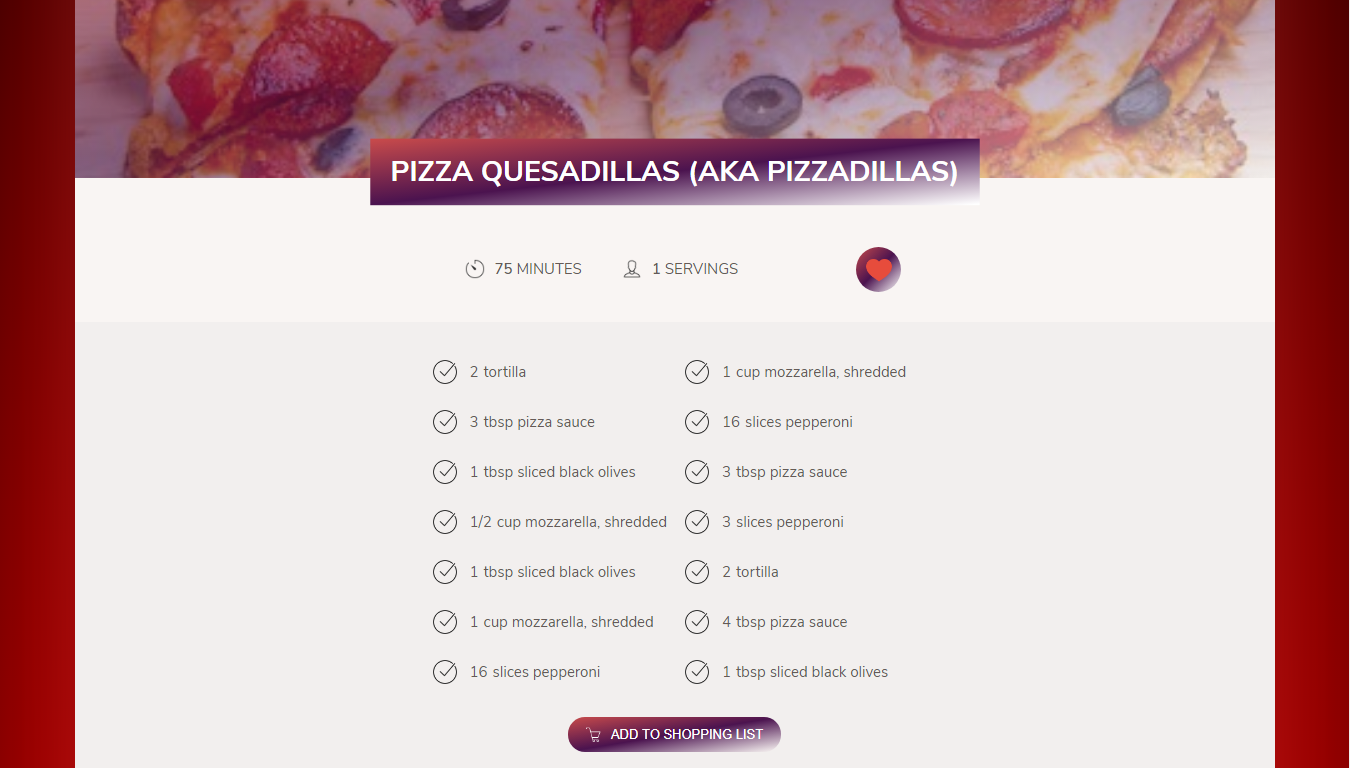 PIZZA QUESADILLAS (AKA PIZZADILLAS)
75 MINUTES
1 SERVINGS
2 tortilla
1 cup mozzarella, shredded
3 tbsp pizza sauce
16 slices pepperoni
1 tbsp sliced black olives
3 tbsp pizza sauce
1/2 cup mozzarella, shredded
3 slices pepperoni
1 tbsp sliced black olives
2 tortilla
1 cup mozzarella, shredded
4 tbsp pizza sauce
16 slices pepperoni
1 tbsp sliced black olives
ADD TO SHOPPING LIST